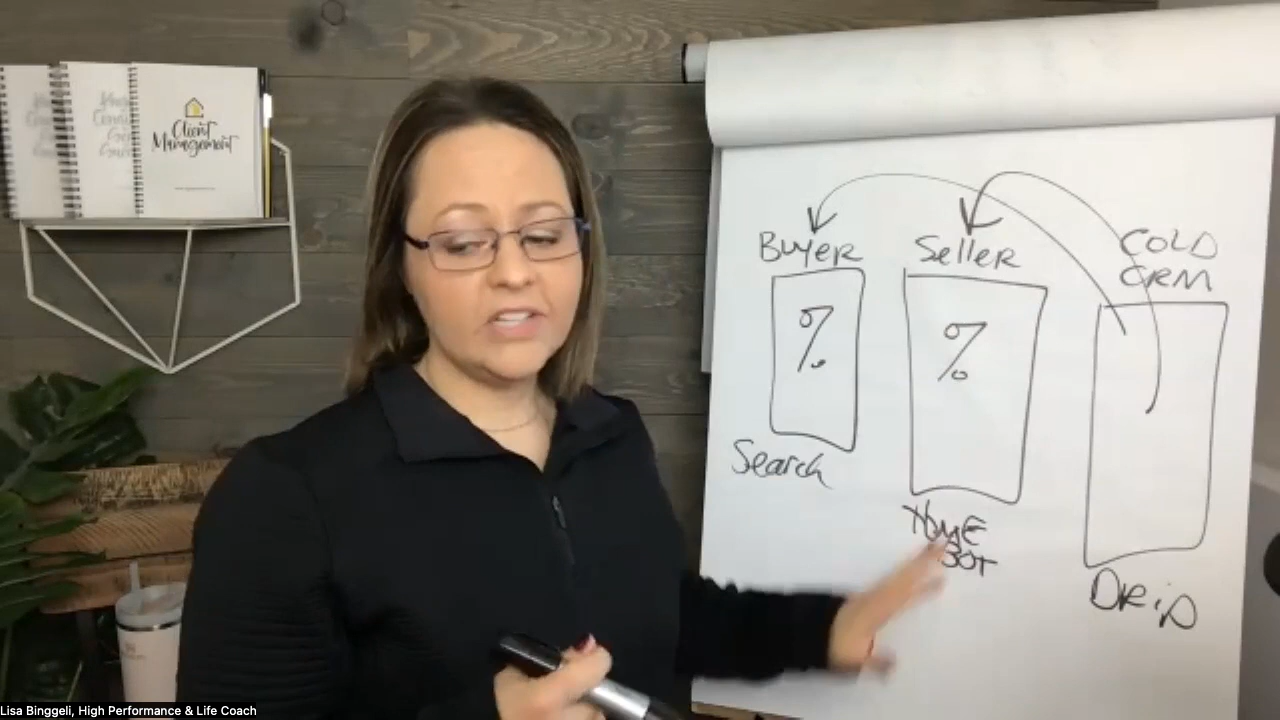 Client
Management
Buyer
Seller
COLD
CRM
%
%
Search
HomE
BOT
DRiP
Lisa Binggeli, High Performance & Life Coach